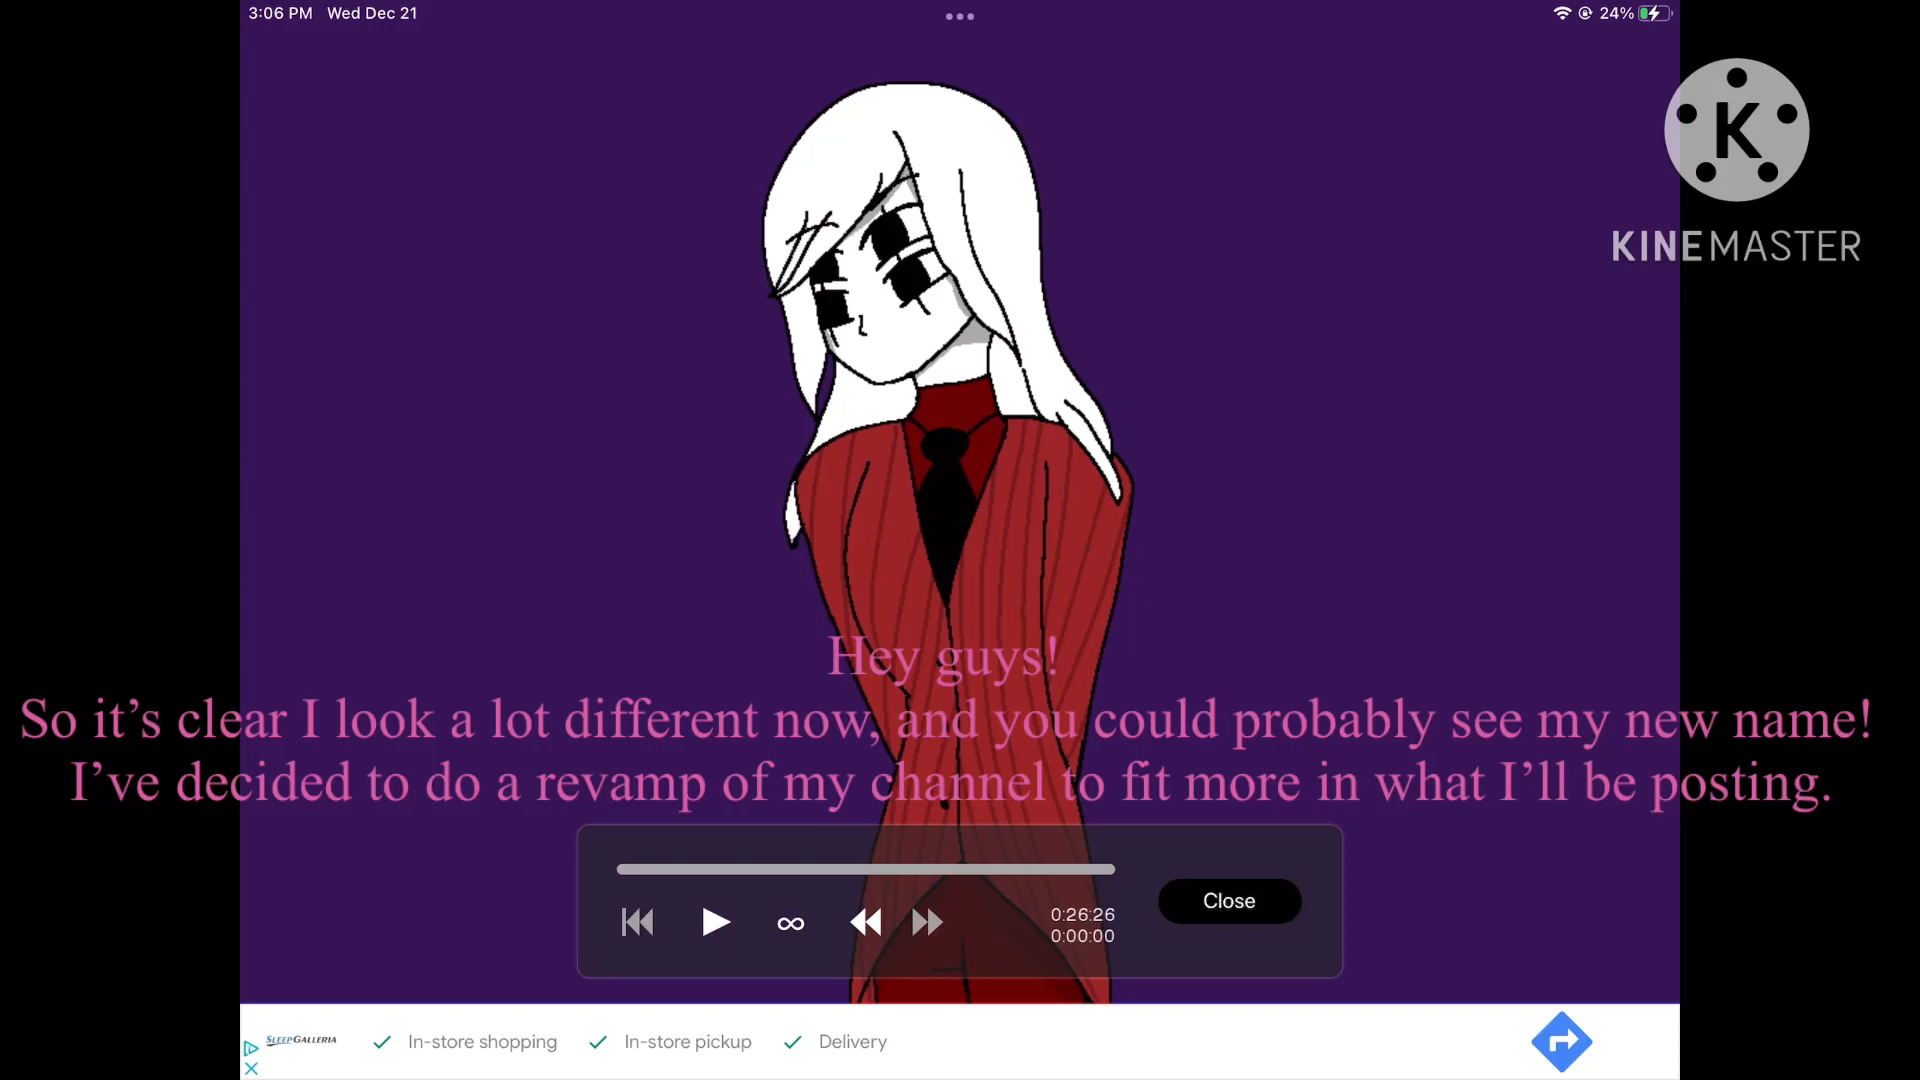 3:06 PM Wed Dec 21
24%
K
KINEMASTER
Hey guys!
So it’s clear I look a lot different now, and you could probably see my new name!
I’ve decided to do a revamp of my channel to fit more in what I’ll be posting.
0:26:26
0:00:00
Close
SLEEPGALLERIA
In-store shopping
In-store pickup
Delivery